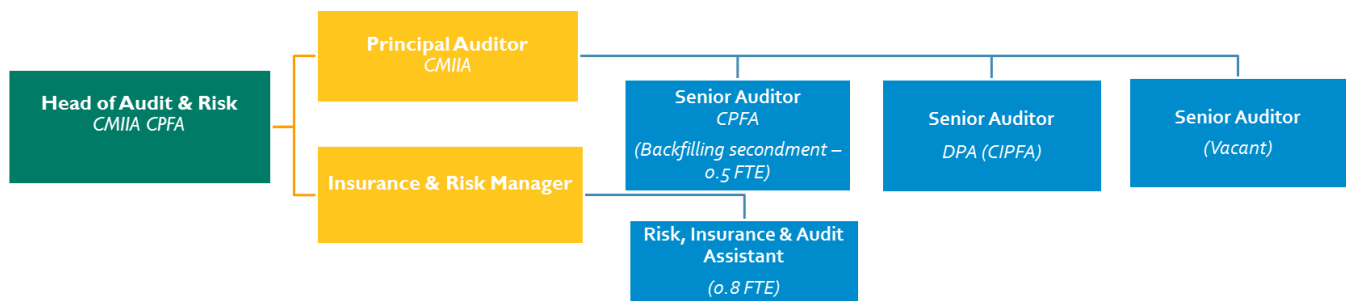 Head of Audit & Risk
CMIIA CPFA
Principal Auditor
CMIIA
Insurance & Risk Manager
Senior Auditor
CPFA
(Backfilling secondment –
0.5 FTE)
Senior Auditor
DPA (CIPFA)
Senior Auditor
(Vacant)
Risk, Insurance & Audit
Assistant
(0.8 FTE)